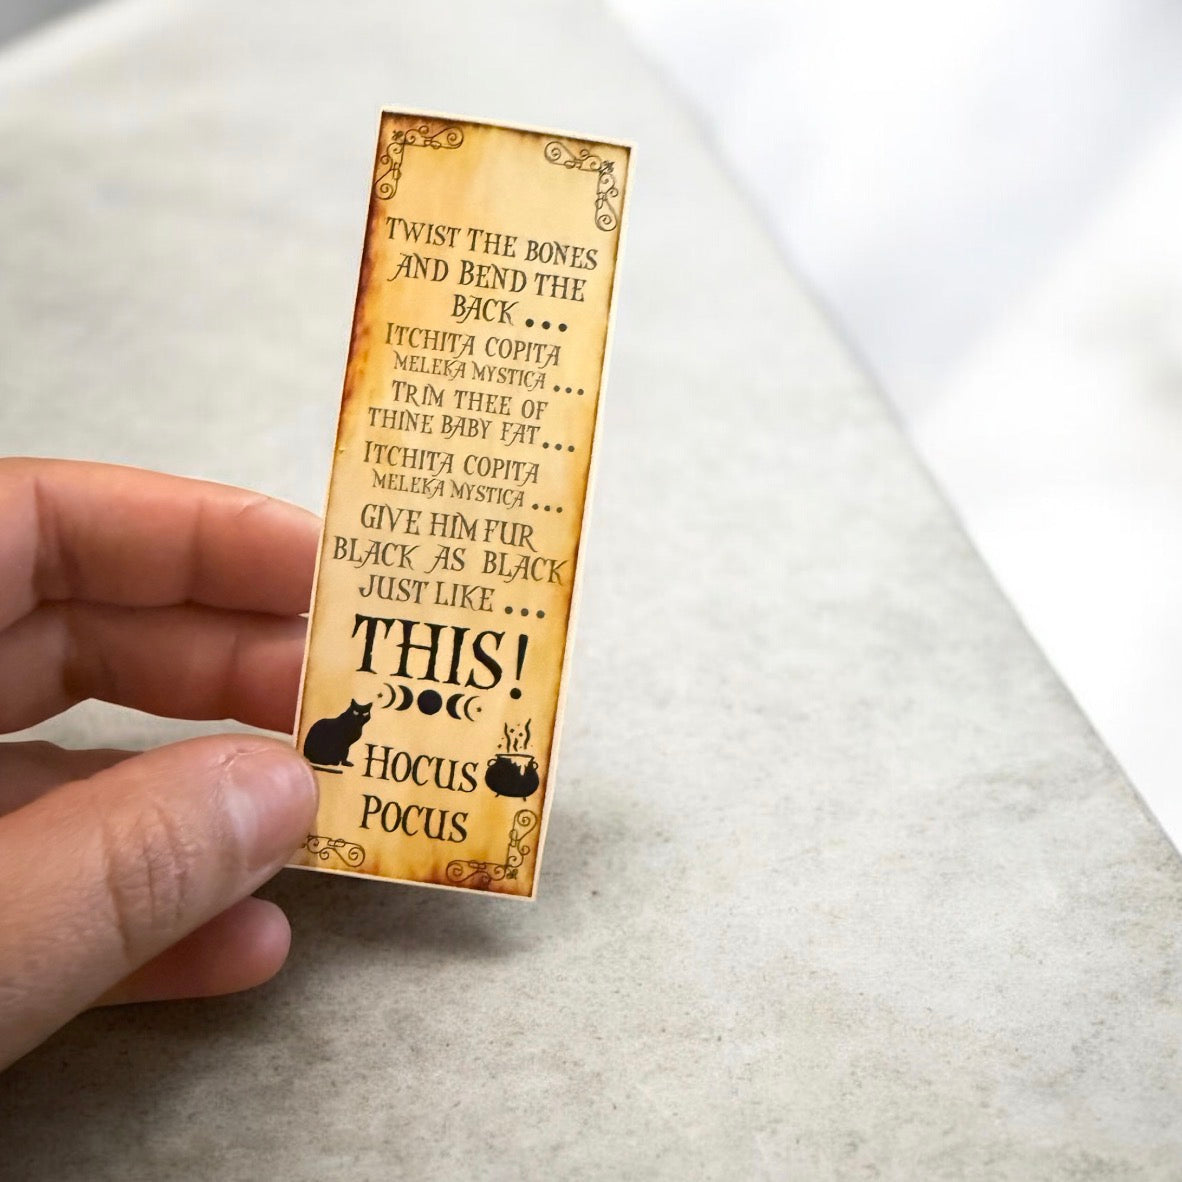 TWIST THE BONES
AND BEND THE
BACK ...
ITCHITA COPITA
MELEKA MYSTICA ...
TRIM THEE OF
THINE BABY FAT...
ITCHITA COPITA
MELEKA MYSTICA ...
GIVE HIM FUR
BLACK AS BLACK
JUST LIKE ...
THIS!
HOCUS
POCUS